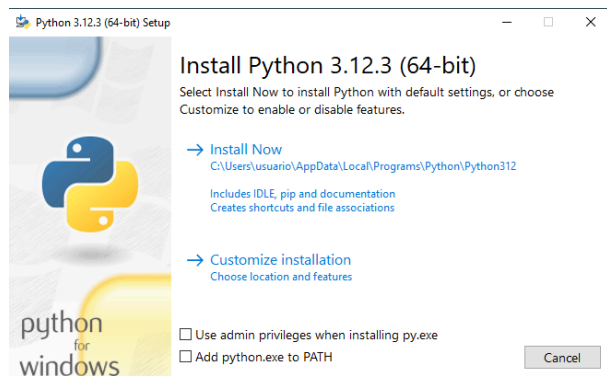 Python 3.12.3 (64-bit) Setup
Install Python 3.12.3 (64-bit)
Select Install Now to install Python with default settings, or choose
Customize to enable or disable features.
Install Now
C:\Users\usuario\AppData\Local\Programs\Python\Python312
Includes IDLE, pip and documentation
Creates shortcuts and file associations
Customize installation
Choose location and features
python
for
windows
Use admin privileges when installing py.exe
Add python.exe to PATH
Cancel